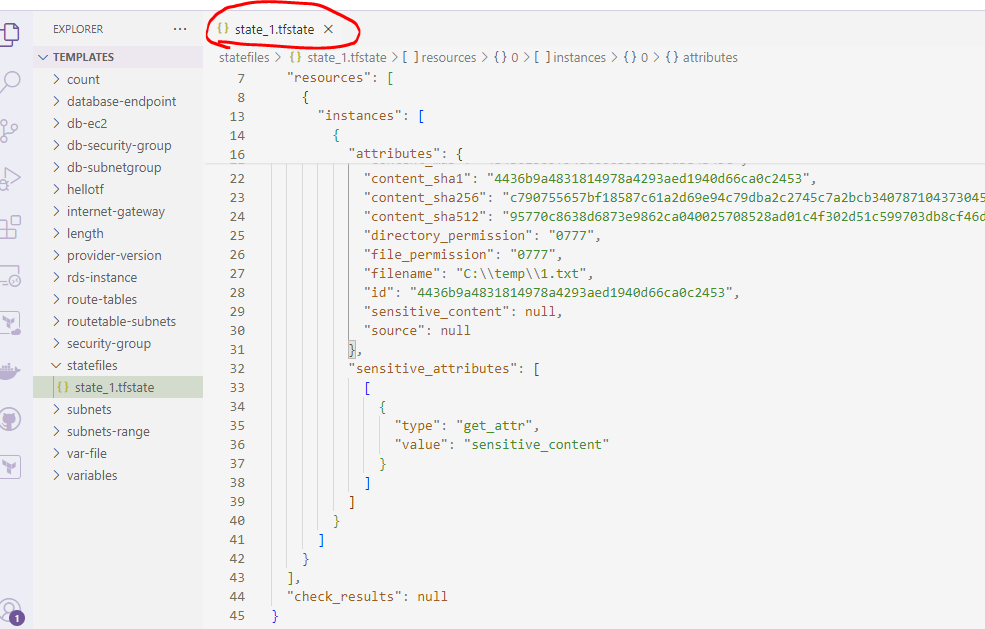 EXPLORER
···
{} state_1.tfstate ×
TEMPLATES
count
database-endpoint
db-ec2
db-security-group
db-subnetgroup
hellotf
internet-gateway
length
provider-version
rds-instance
route-tables
routetable-subnets
security-group
statefiles
{} state_1.tfstate
subnets
subnets-range
var-file
variables
1
statefiles > {} state_1.tfstate > [ ] resources > {} 0 > [ ] instances > {} 0 > {} attributes
7 "resources": [
8 {
13 "instances": [
14 {
16 "attributes": {
22 "content_sha1": "4436b9a4831814978a4293aed1940d66ca0c2453",
23 "content_sha256": "c790755657bf18587c61a2d69e94c79dba2c2745c7a2bcb340787104373045
24 "content_sha512": "95770c8638d6873e9862ca040025708528ad01c4f302d51c599703db8cf46d
25 "directory_permission": "0777",
26 "file_permission": "0777",
27 "filename": "C:\\temp\\1.txt",
28 "id": "4436b9a4831814978a4293aed1940d66ca0c2453",
29 "sensitive_content": null,
30 "source": null
31 },
32 "sensitive_attributes": [
33 [
34 {
35 "type": "get_attr",
36 "value": "sensitive_content"
37 }
38 ]
39 ]
40 }
41 ]
42 }
43 ],
44 "check_results": null
45 }